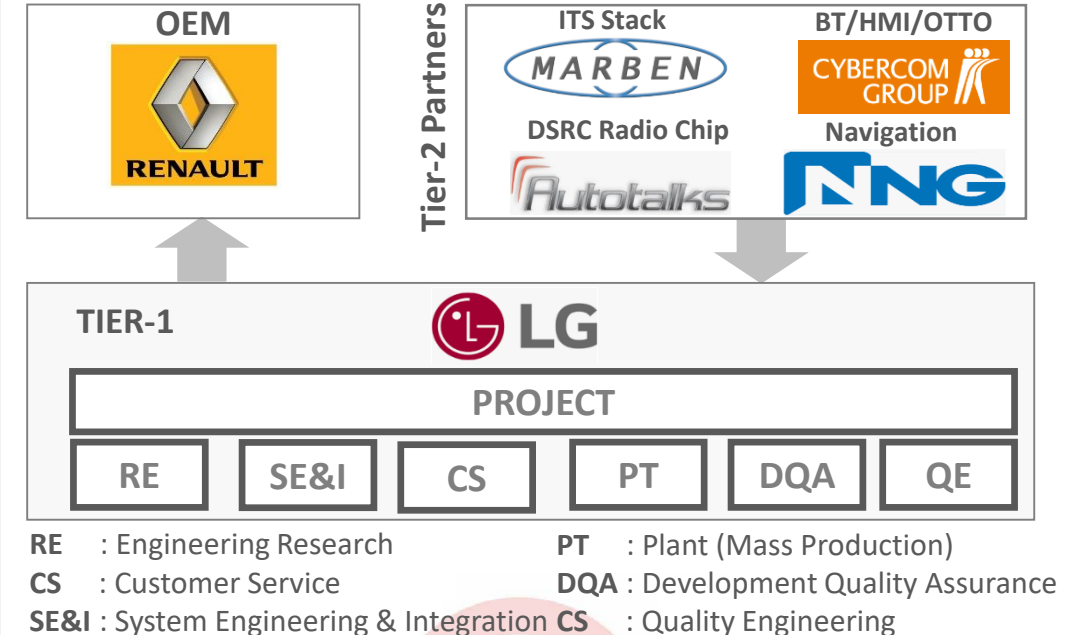 OEM
RENAULT
Tier-2 Partners
ITS Stack
MARBEN
BT/HMI/OTTO
CYBERCOM
GROUP
DSRC Radio Chip
Autotalks
Navigation
NNG
TIER-1
LG
PROJECT
RE SE&I CS PT DQA QE
RE : Engineering Research
CS : Customer Service
SE&I : System Engineering & Integration
PT : Plant (Mass Production)
DQA : Development Quality Assurance
CS : Quality Engineering